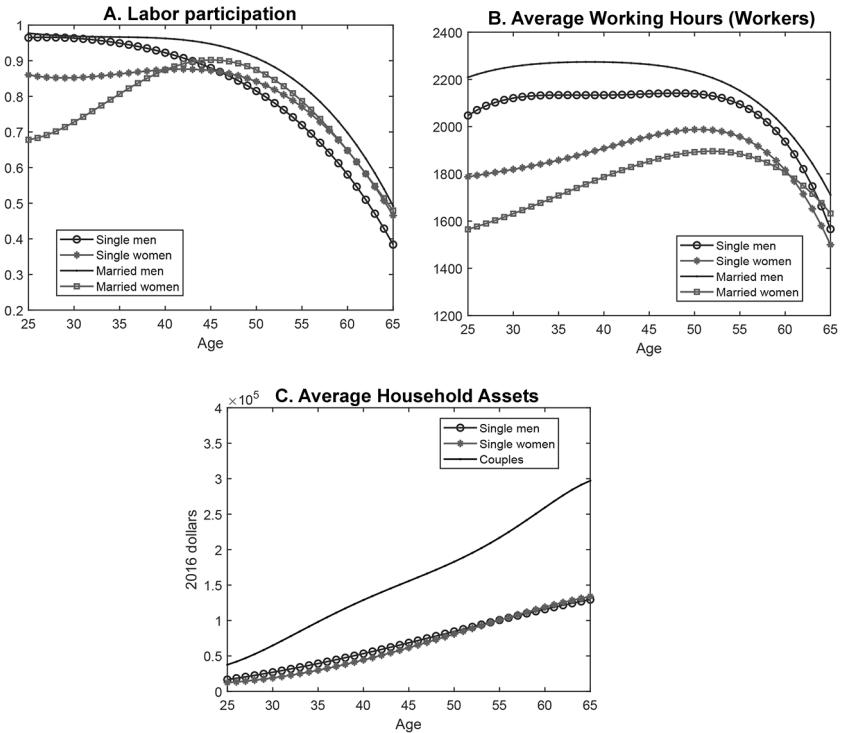 A. Labor participation
1
0.9
0.8
0.7
0.6
0.5
0.4
0.3
0.2
Single men
Single women
Married men
Married women
25 30 35 40 45 50 55 60 65
Age
B. Average Working Hours (Workers)
2400
2200
2000
1800
1600
1400
1200
Single men
Single women
Married men
Married women
25 30 35 40 45 50 55 60 65
Age
C. Average Household Assets
×10⁵
4
3.5
3
2.5
2
1.5
1
0.5
0
2016 dollars
Single men
Single women
Couples
25 30 35 40 45 50 55 60 65
Age